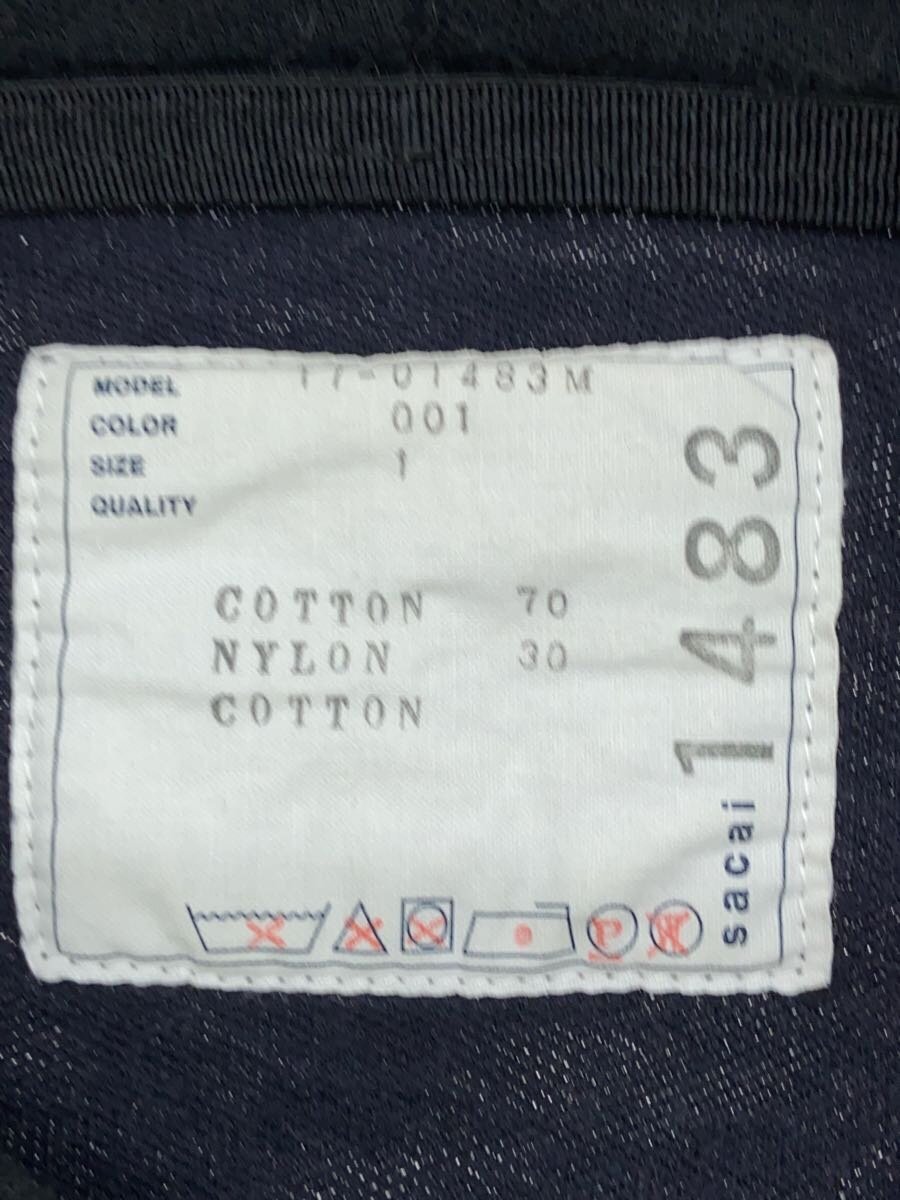 MODEL 17-01483M
COLOR 001
SIZE 1
QUALITY
COTTON 70
NYLON 30
COTTON
P
W
sacai 1483